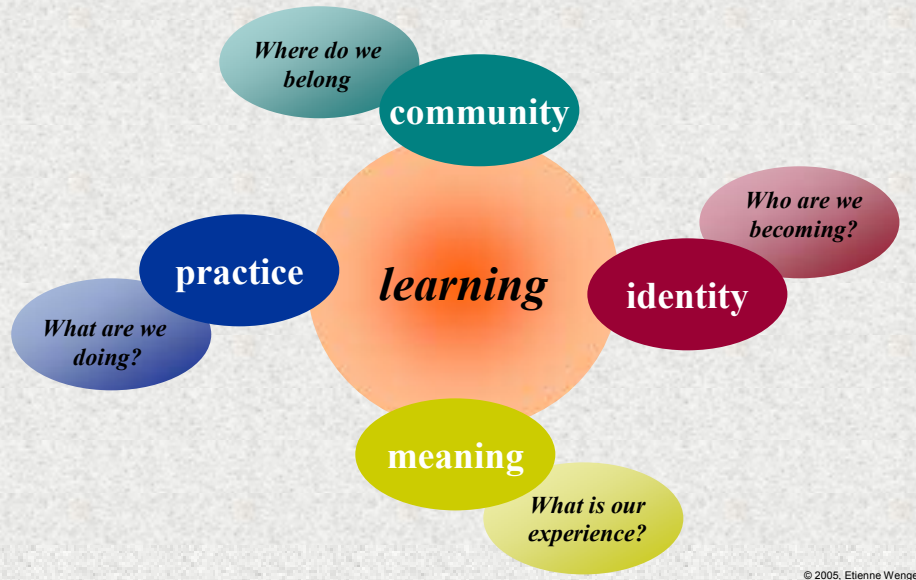 Where do we
belong
community
Who are we
becoming?
practice
learning
identity
What are we
doing?
meaning
What is our
experience?
© 2005, Etienne Wenge